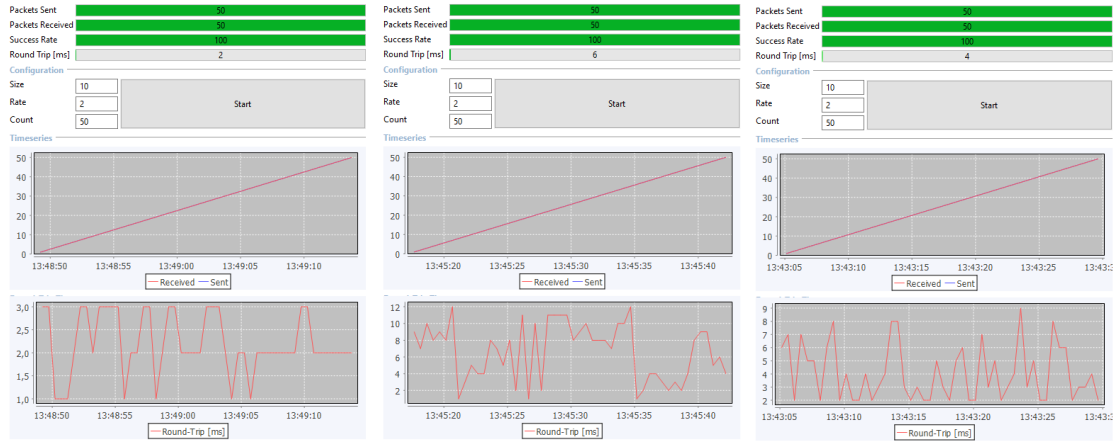 Packets Sent 50
Packets Received 50
Success Rate 100
Round Trip [ms] 2
Configuration
Size 10
Rate 2
Count 50
Start
Timeseries
50
40
30
20
10
0
13:48:50 13:48:55 13:49:00 13:49:05 13:49:10
Received Sent
3,0
2,5
2,0
1,5
1,0
13:48:50 13:48:55 13:49:00 13:49:05 13:49:10
Round-Trip [ms]
Packets Sent 50
Packets Received 50
Success Rate 100
Round Trip [ms] 6
Configuration
Size 10
Rate 2
Count 50
Start
Timeseries
50
40
30
20
10
0
13:45:20 13:45:25 13:45:30 13:45:35 13:45:40
Received Sent
12
10
8
6
4
2
13:45:20 13:45:25 13:45:30 13:45:35 13:45:40
Round-Trip [ms]
Packets Sent 50
Packets Received 50
Success Rate 100
Round Trip [ms] 4
Configuration
Size 10
Rate 2
Count 50
Start
Timeseries
50
40
30
20
10
0
13:43:05 13:43:10 13:43:15 13:43:20 13:43:25 13:43:3
Received Sent
9
8
7
6
5
4
3
2
13:43:05 13:43:10 13:43:15 13:43:20 13:43:25 13:43:3
Round-Trip [ms]